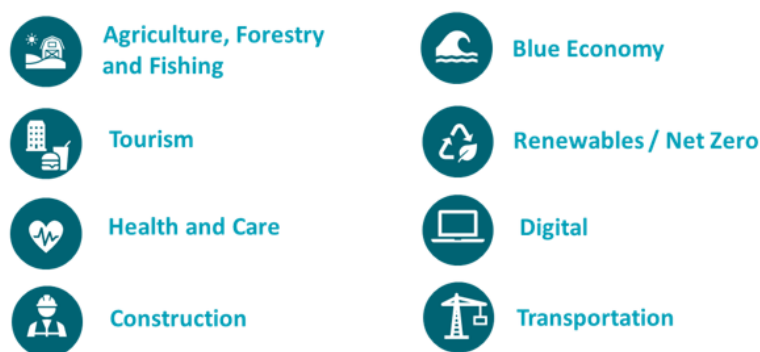 Agriculture, Forestry
and Fishing
Blue Economy
Tourism
Renewables / Net Zero
Health and Care
Digital
Construction
Transportation